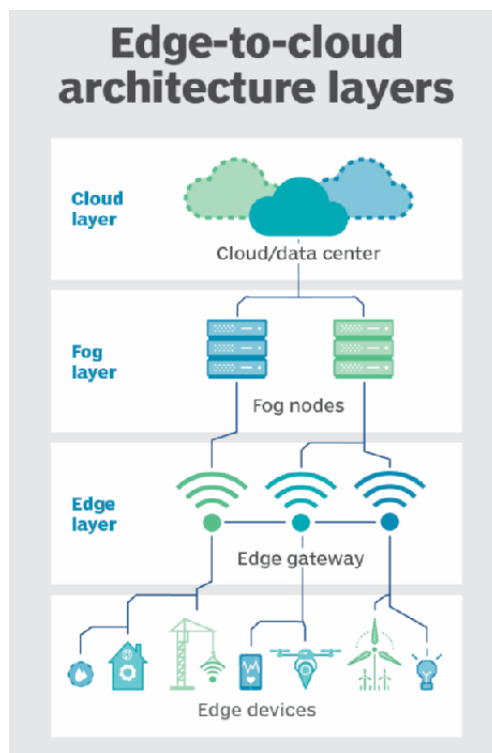 Edge-to-cloud
architecture layers
Cloud
layer
Cloud/data center
Fog
layer
Fog nodes
Edge
layer
Edge gateway
Edge devices